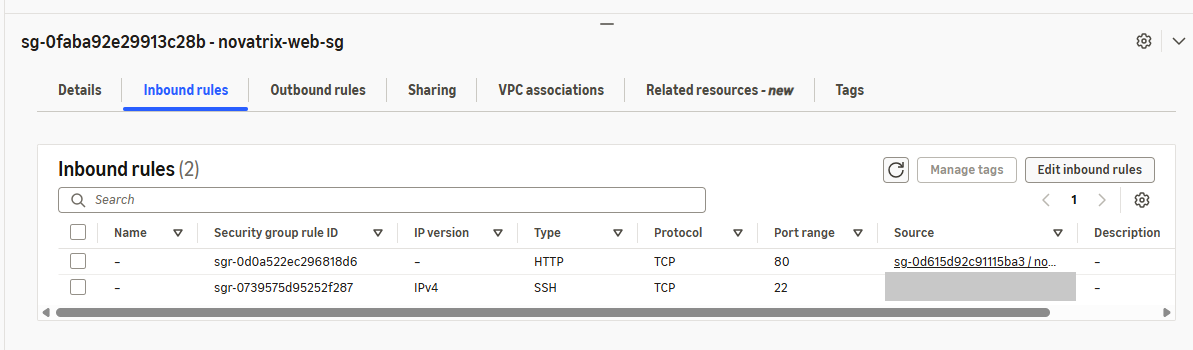 sg-0faba92e29913c28b - novatrix-web-sg
Details Inbound rules Outbound rules Sharing VPC associations Related resources - new Tags
Inbound rules (2) Manage tags Edit inbound rules
Search 1
Name Security group rule ID IP version Type Protocol Port range Source Description
– sgr-0d0a522ec296818d6 – HTTP TCP 80 sg-0d615d92c91115ba3 / no... –
– sgr-0739575d95252f287 IPv4 SSH TCP 22 –